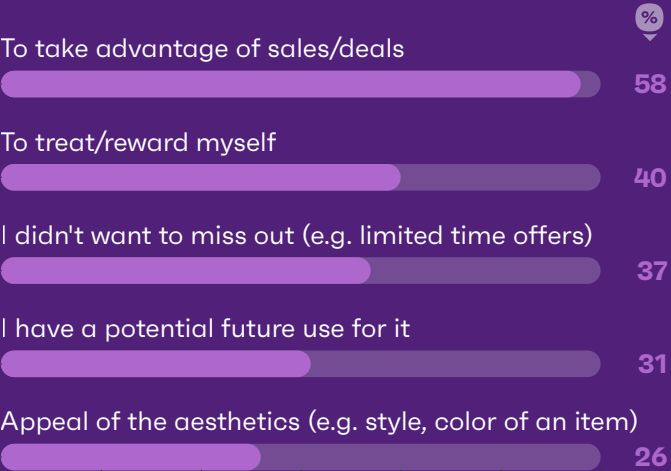 %
To take advantage of sales/deals
58
To treat/reward myself
40
I didn't want to miss out (e.g. limited time offers)
37
I have a potential future use for it
31
Appeal of the aesthetics (e.g. style, color of an item)
26